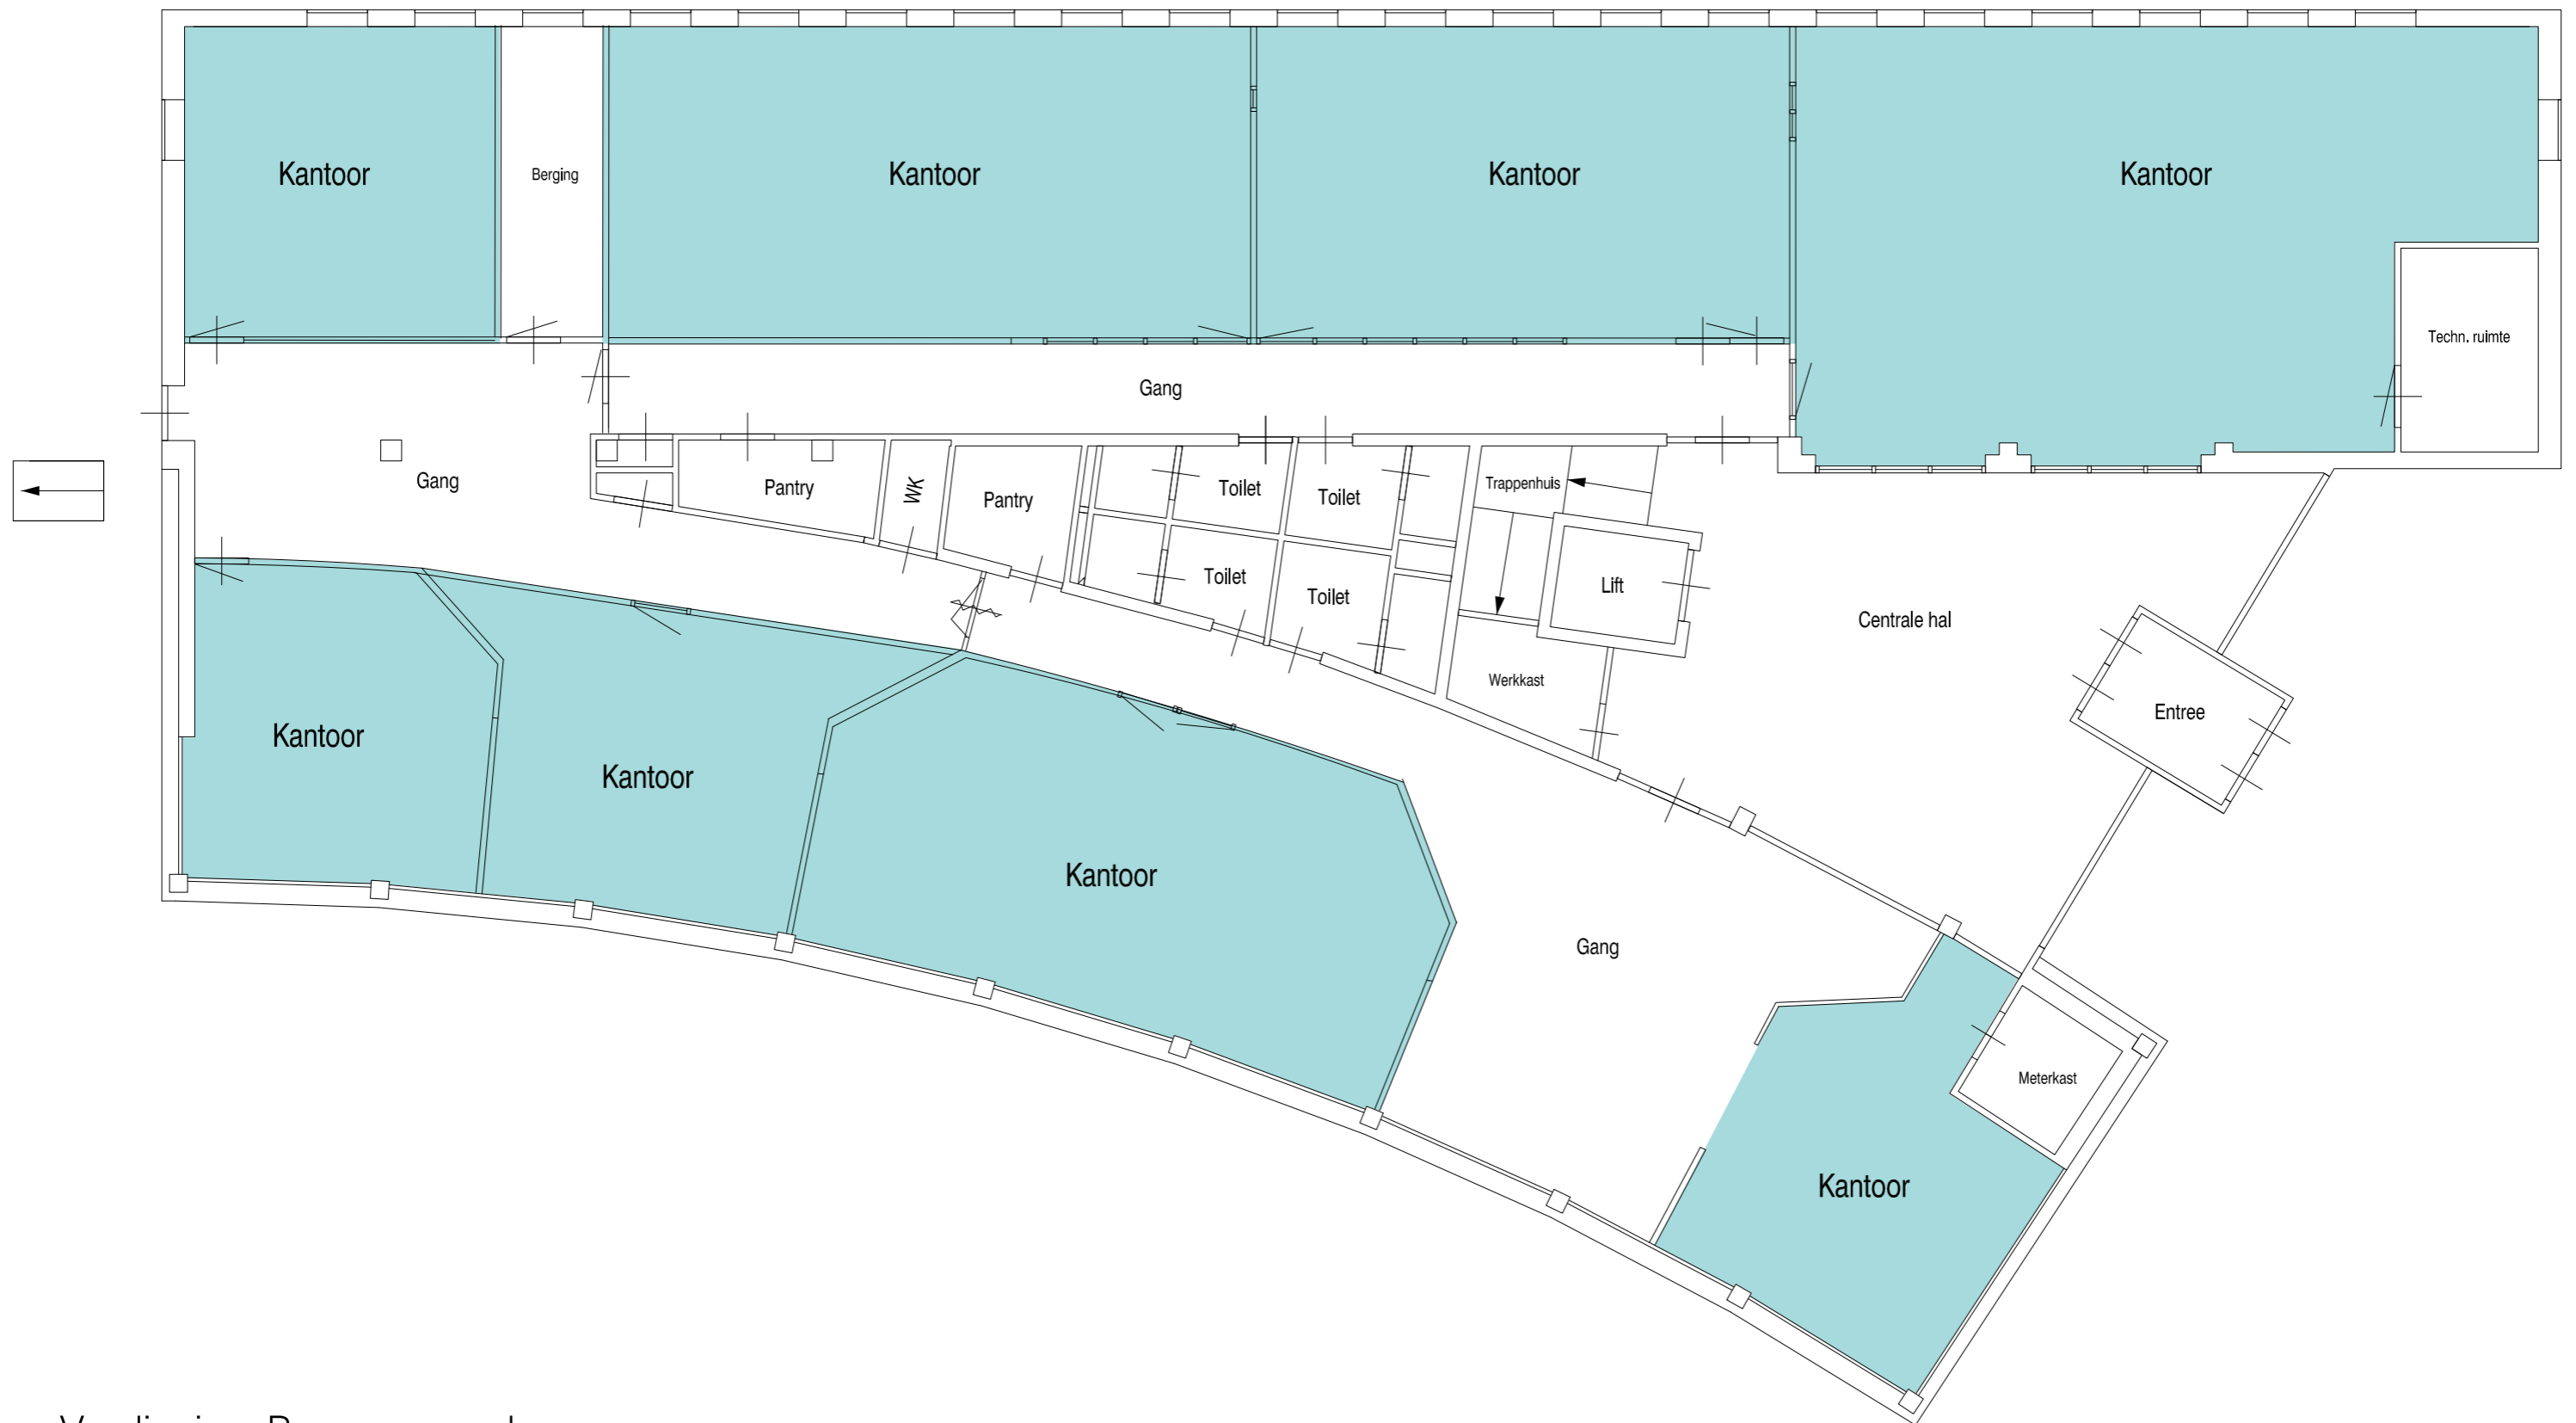 Kantoor
Berging
Kantoor
Kantoor
Kantoor
Techn. ruimte
Gang
Gang
Pantry
WK
Pantry
Toilet
Toilet
Trappenhuis
Toilet
Toilet
Lift
Centrale hal
Werkkast
Entree
Kantoor
Kantoor
Kantoor
Gang
Meterkast
Kantoor